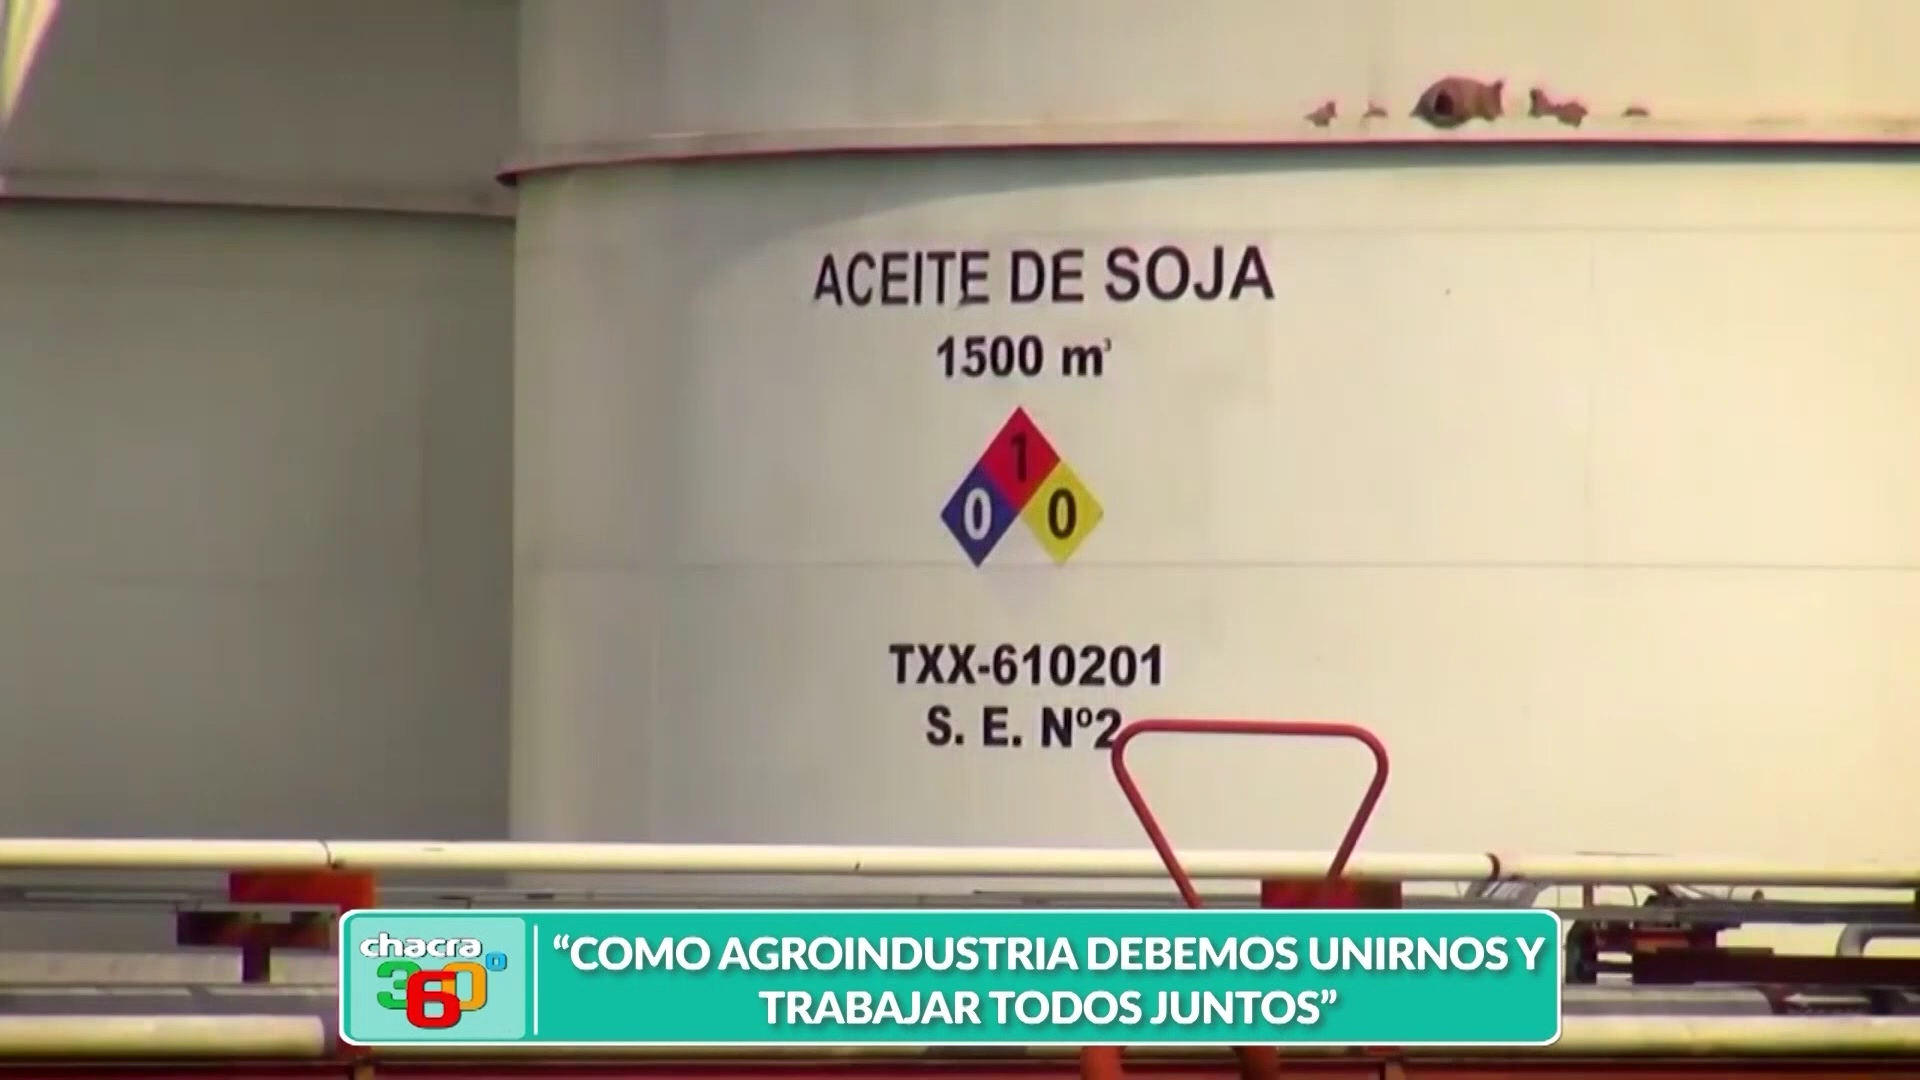 ACEITE DE SOJA
1500 m³
1
0 0
TXX-610201
S. E. Nº2
chacra
360º
“COMO AGROINDUSTRIA DEBEMOS UNIRNOS Y
TRABAJAR TODOS JUNTOS”